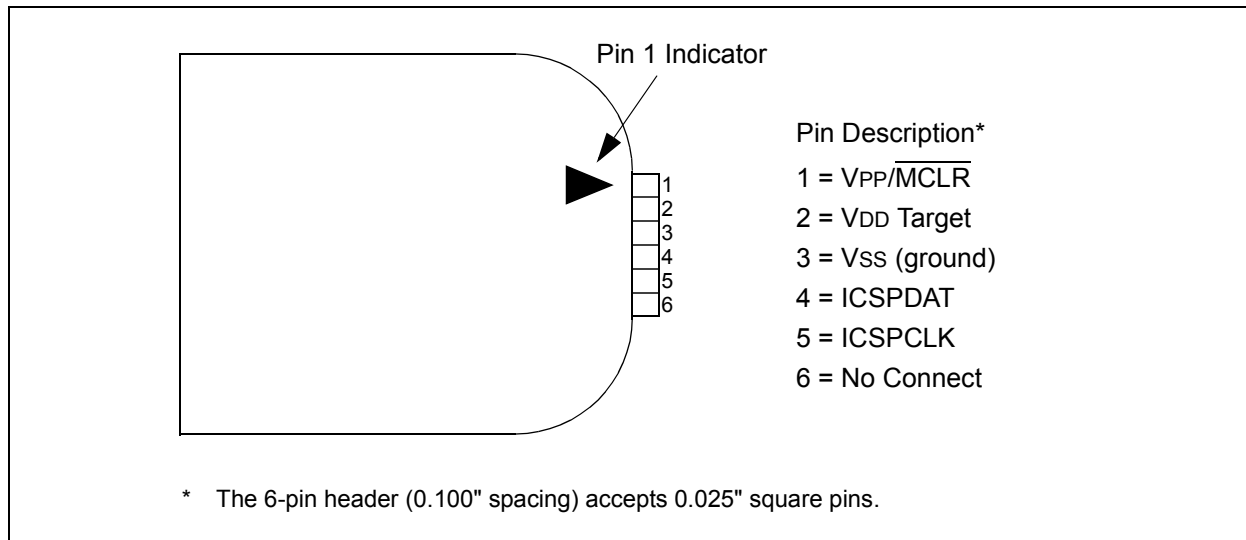 Pin 1 Indicator
1
2
3
4
5
6
Pin Description*
1 = VPP/M̅C̅L̅R̅
2 = VDD Target
3 = VSS (ground)
4 = ICSPDAT
5 = ICSPCLK
6 = No Connect
* The 6-pin header (0.100" spacing) accepts 0.025" square pins.